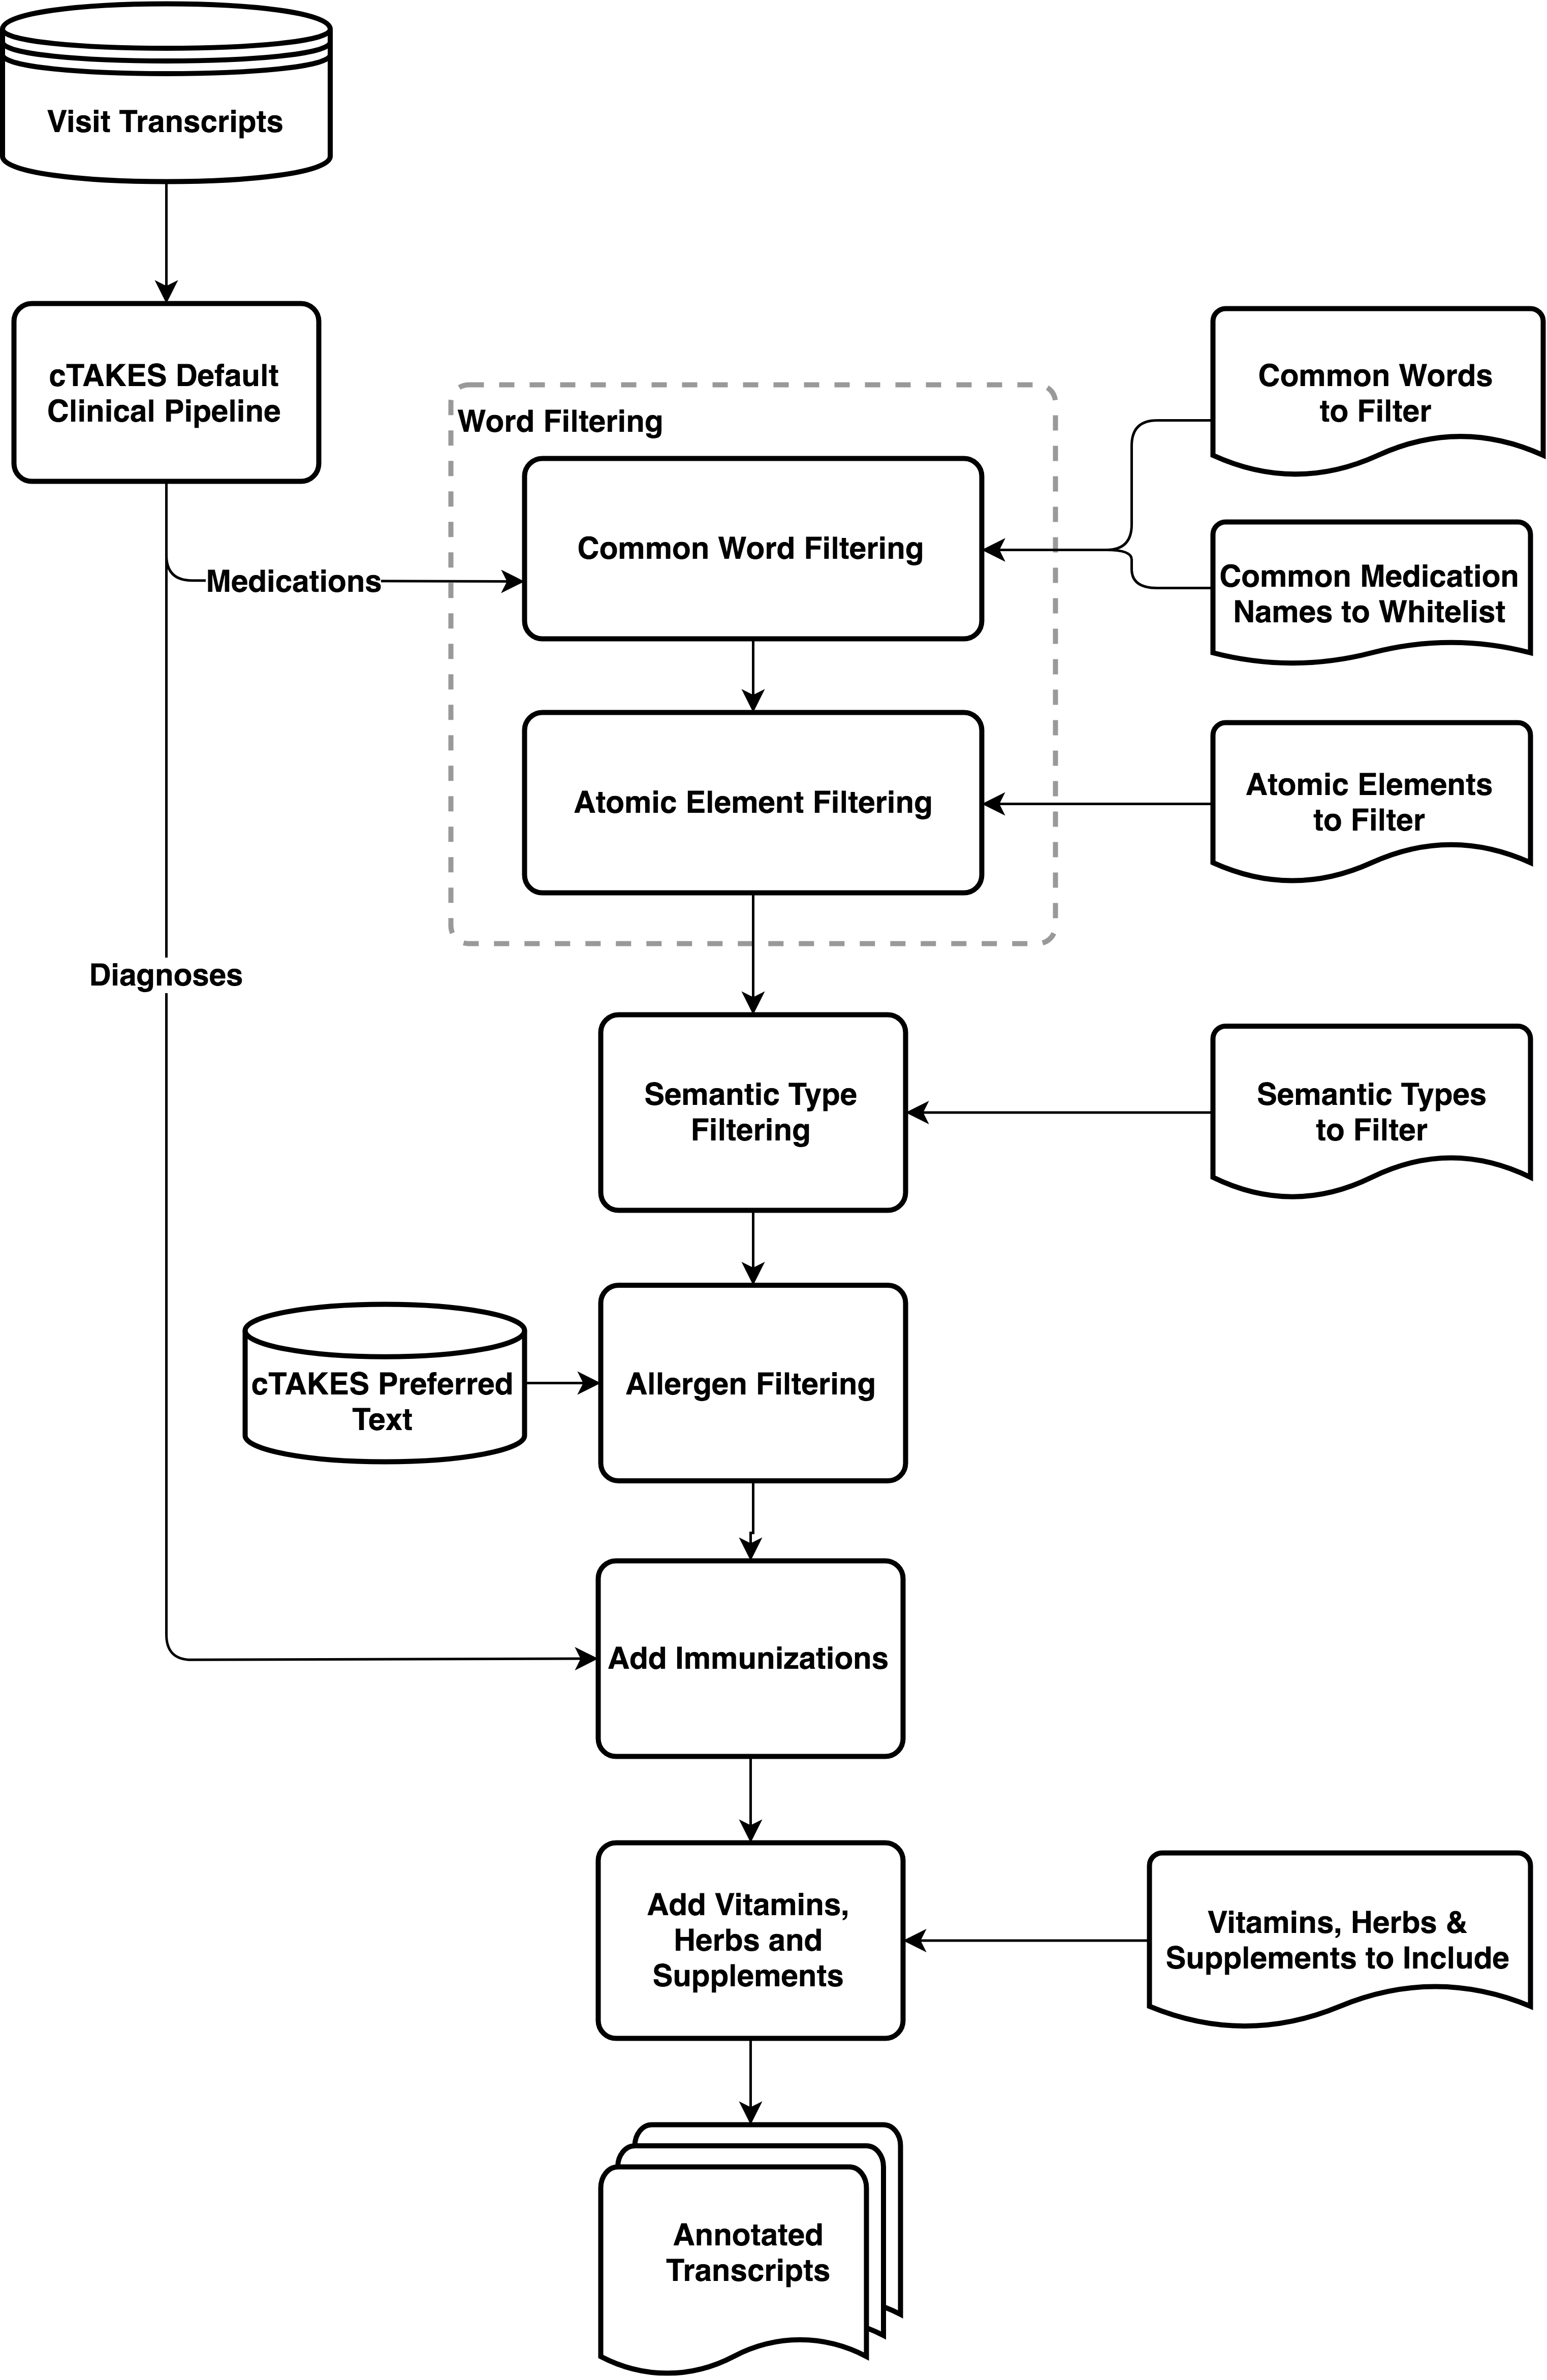 Visit Transcripts
cTAKES Default
Clinical Pipeline
Common Words
to Filter
Word Filtering
Common Word Filtering
Medications
Common Medication
Names to Whitelist
Atomic Element Filtering
Atomic Elements
to Filter
Diagnoses
Semantic Type
Filtering
Semantic Types
to Filter
cTAKES Preferred
Text
Allergen Filtering
Add Immunizations
Add Vitamins,
Herbs and
Supplements
Vitamins, Herbs &
Supplements to Include
Annotated
Transcripts